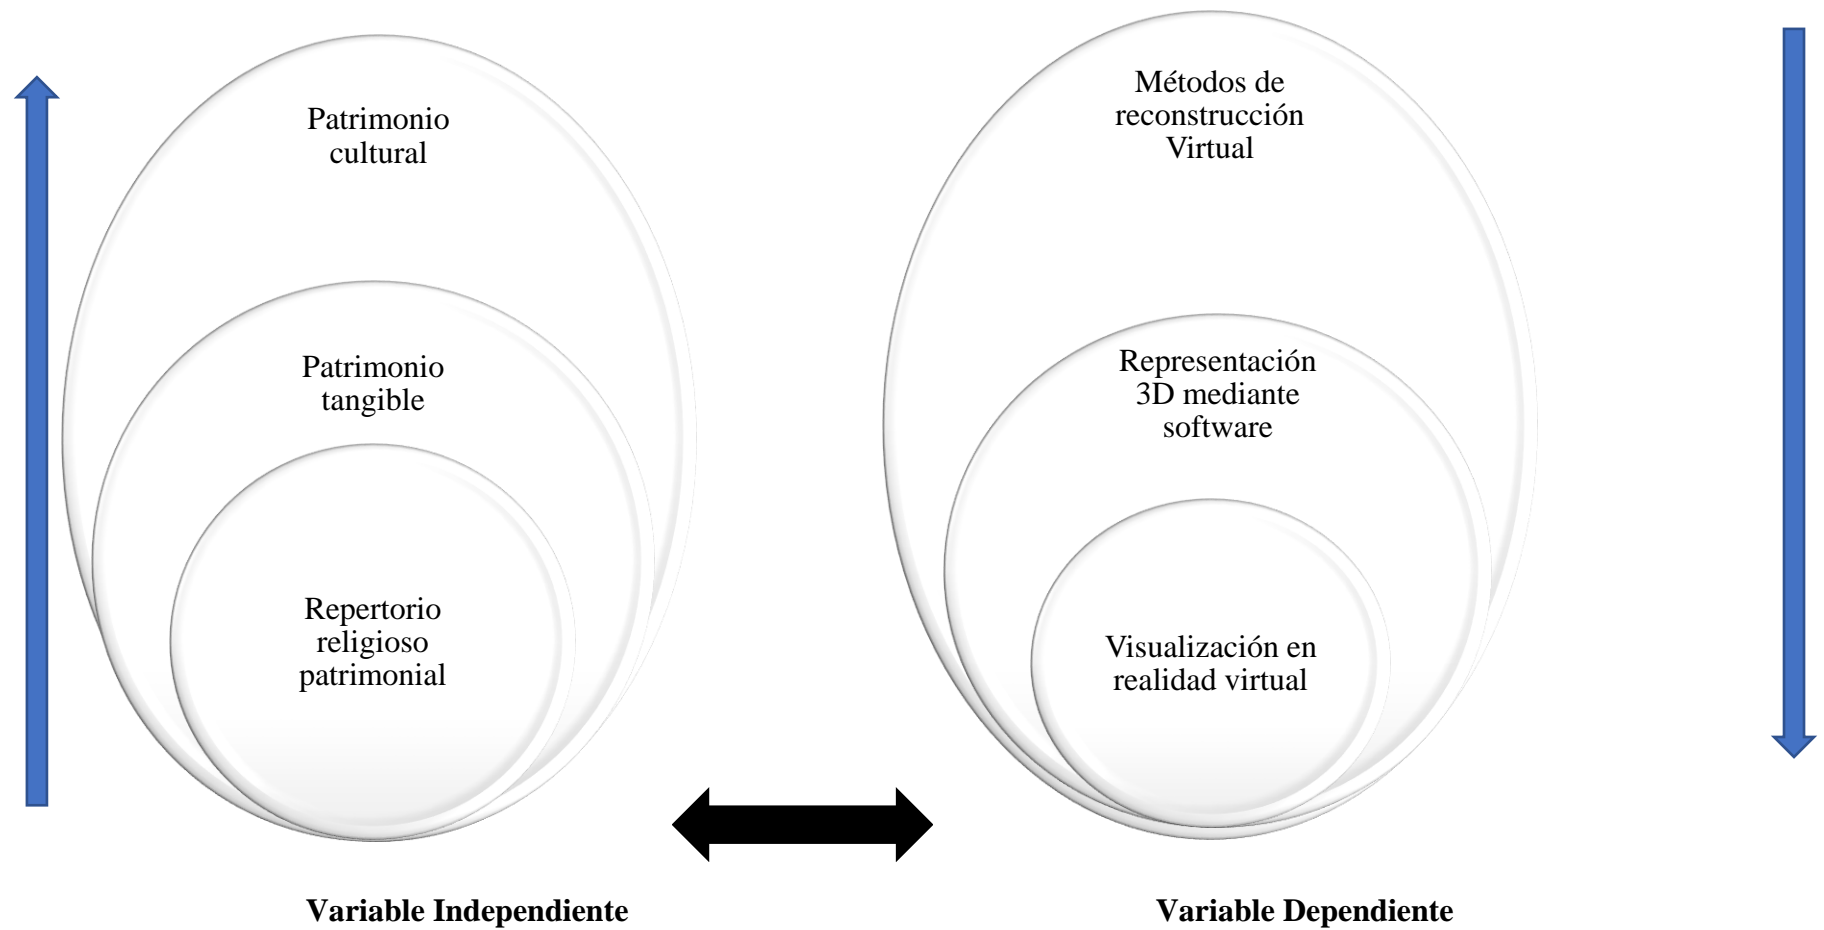 Patrimonio
cultural
Patrimonio
tangible
Repertorio
religioso
patrimonial
Variable Independiente
Métodos de
reconstrucción
Virtual
Representación
3D mediante
software
Visualización en
realidad virtual
Variable Dependiente